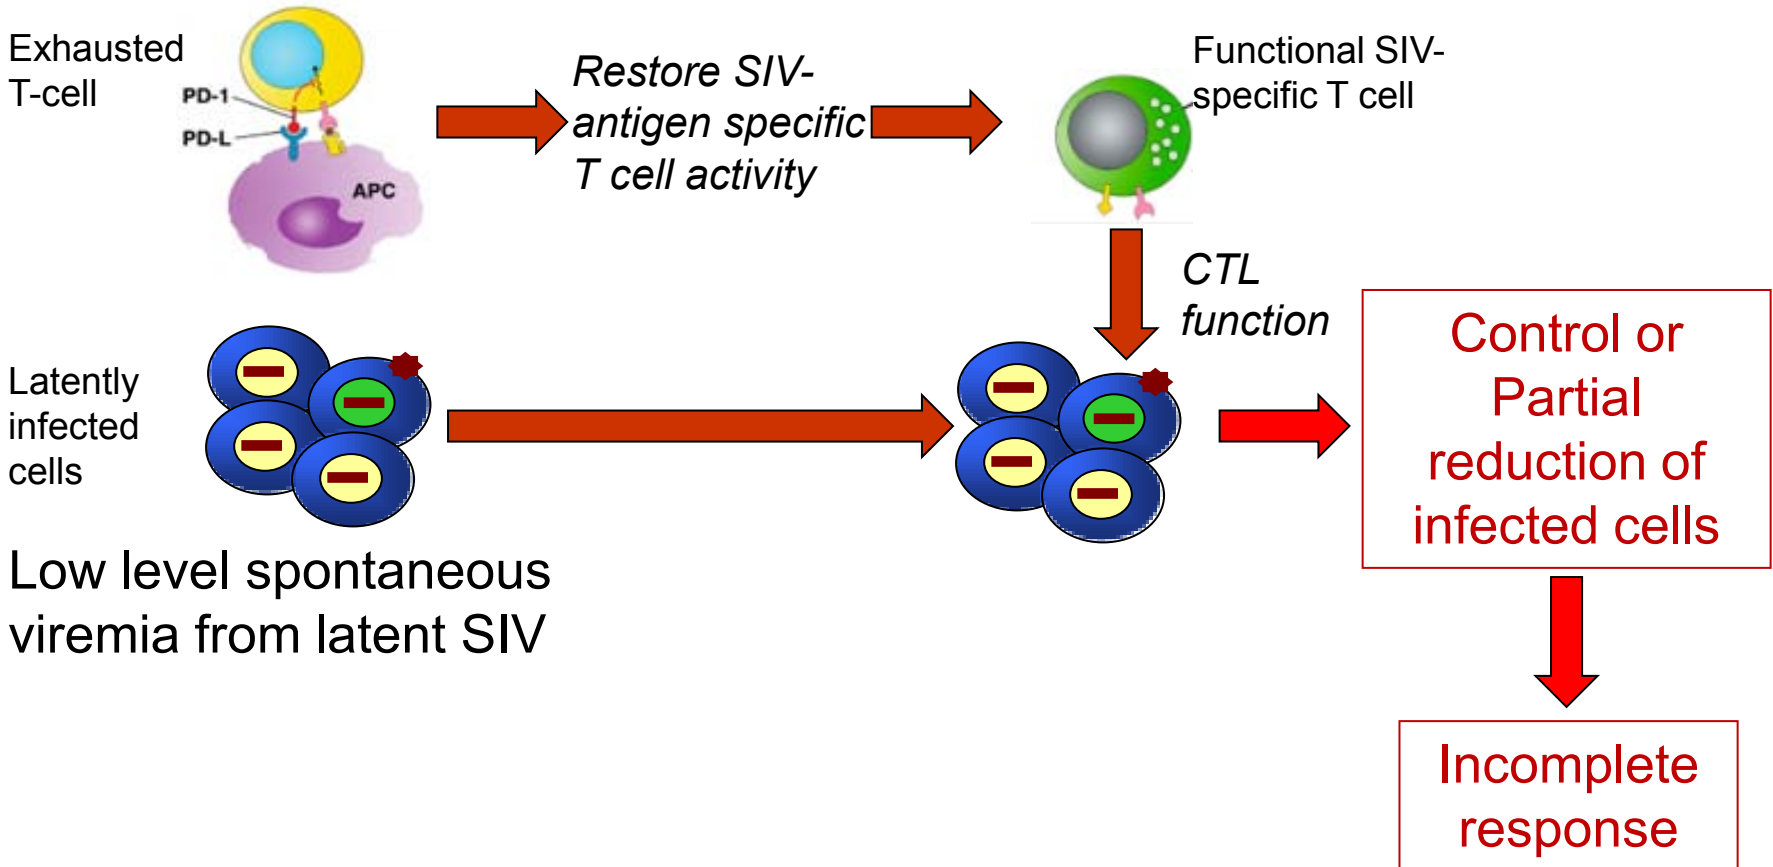 Exhausted
T-cell
PD-1
PD-L
APC
Restore SIV-
antigen specific
T cell activity
Functional SIV-
specific T cell
CTL
function
Latently
infected
cells
Control or
Partial
reduction of
infected cells
Low level spontaneous
viremia from latent SIV
Incomplete
response